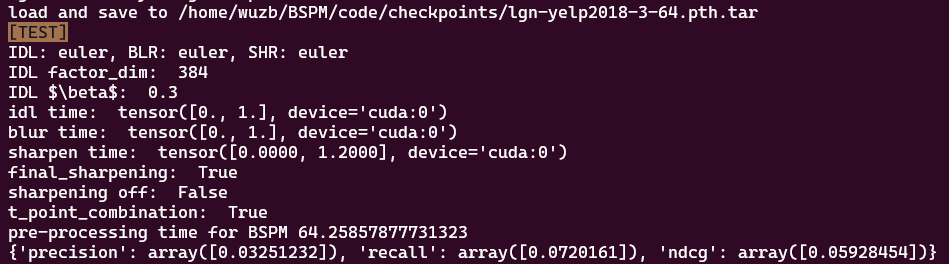 load and save to /home/wuzb/BSPM/code/checkpoints/lgn-yelp2018-3-64.pth.tar
[TEST]
IDL: euler, BLR: euler, SHR: euler
IDL factor_dim:  384
IDL $\beta$:  0.3
idl time:  tensor([0., 1.], device='cuda:0')
blur time:  tensor([0., 1.], device='cuda:0')
sharpen time:  tensor([0.0000, 1.2000], device='cuda:0')
final_sharpening:  True
sharpening off:  False
t_point_combination:  True
pre-processing time for BSPM 64.25857877731323
{'precision': array([0.03251232]), 'recall': array([0.0720161]), 'ndcg': array([0.05928454])}